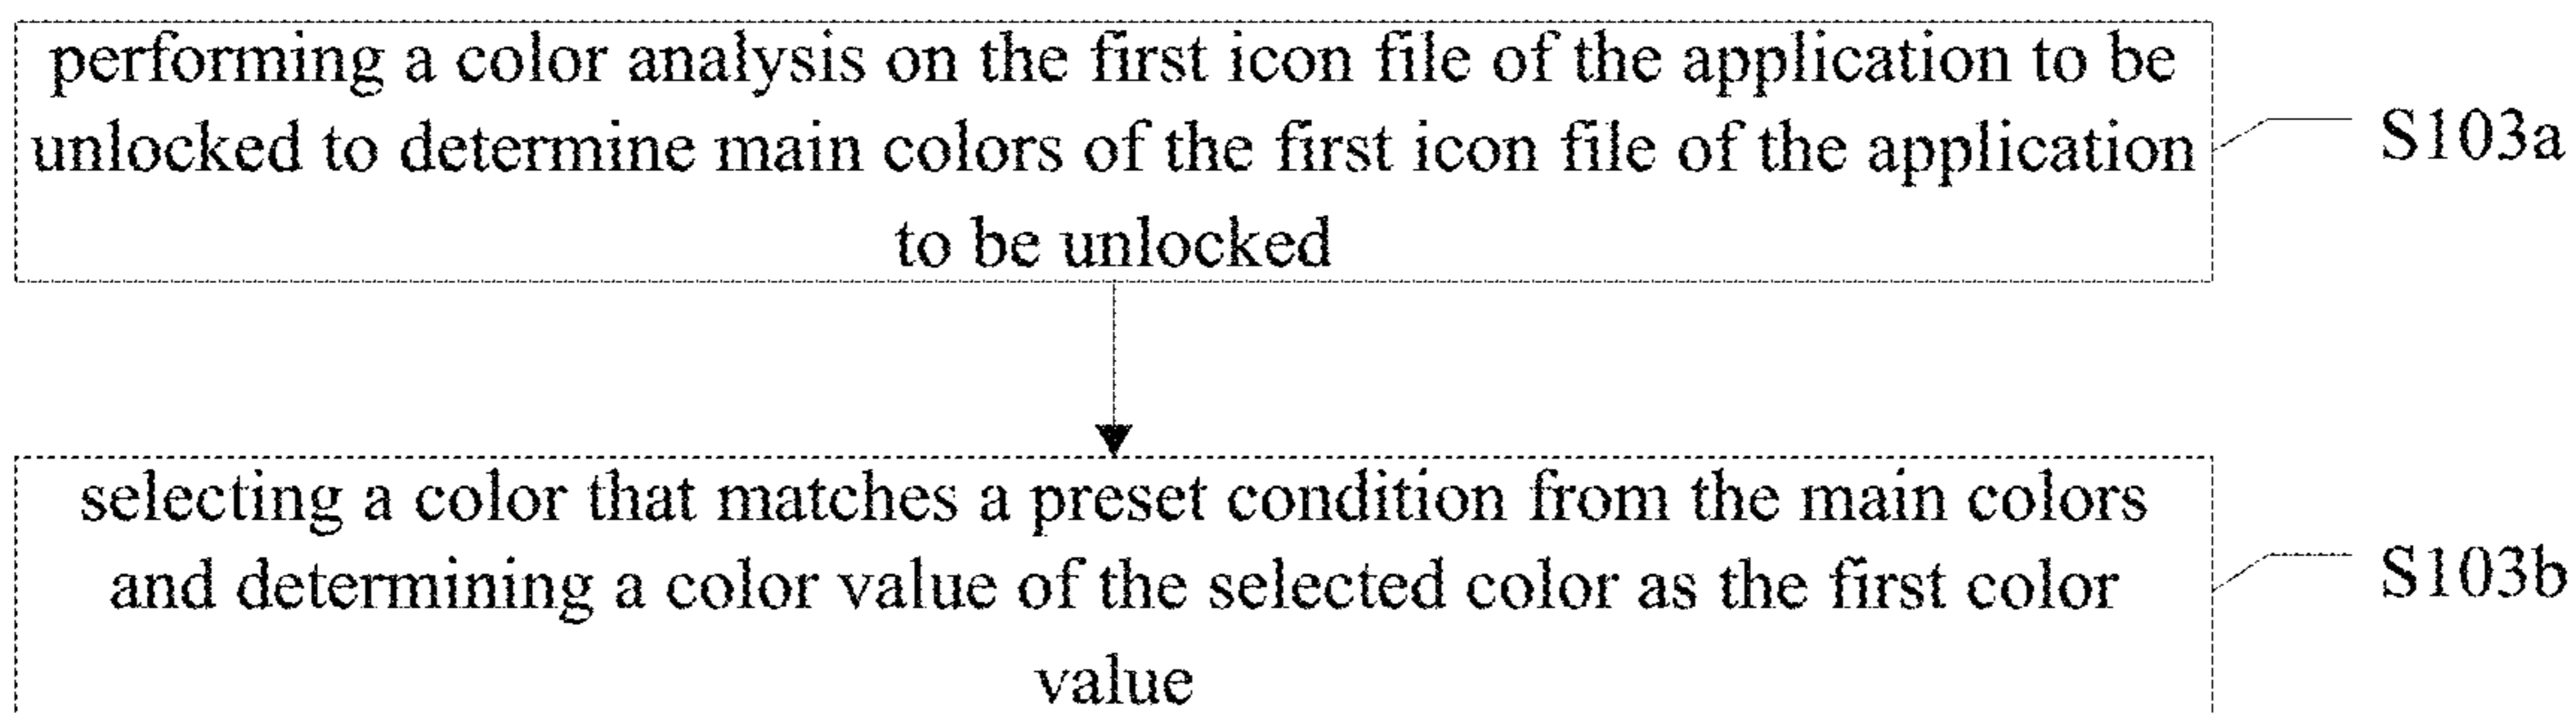 performing a color analysis on the first icon file of the application to be
unlocked to determine main colors of the first icon file of the application
to be unlocked
S103a
selecting a color that matches a preset condition from the main colors
and determining a color value of the selected color as the first color
value
S103b